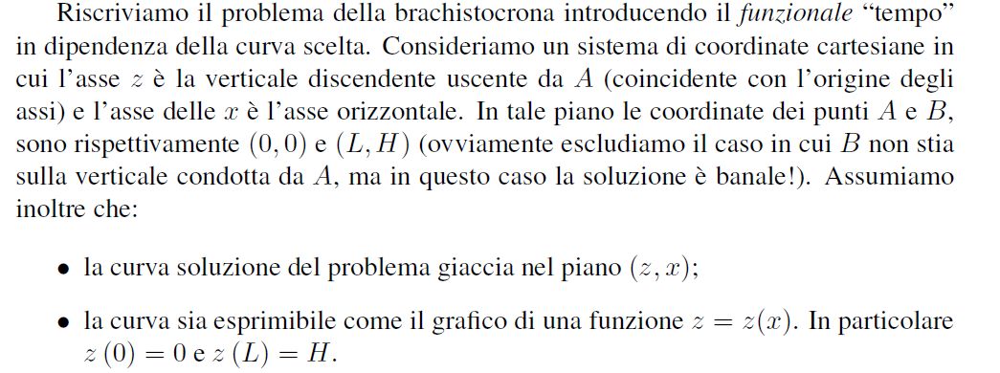 Riscriviamo il problema della brachistocrona introducendo il funzionale “tempo”
in dipendenza della curva scelta. Consideriamo un sistema di coordinate cartesiane in
cui l’asse z è la verticale discendente uscente da A (coincidente con l’origine degli
assi) e l’asse delle x è l’asse orizzontale. In tale piano le coordinate dei punti A e B,
sono rispettivamente (0, 0) e (L, H) (ovviamente escludiamo il caso in cui B non stia
sulla verticale condotta da A, ma in questo caso la soluzione è banale!). Assumiamo
inoltre che:
• la curva soluzione del problema giaccia nel piano (z, x);
• la curva sia esprimibile come il grafico di una funzione z = z(x). In particolare
z (0) = 0 e z (L) = H.